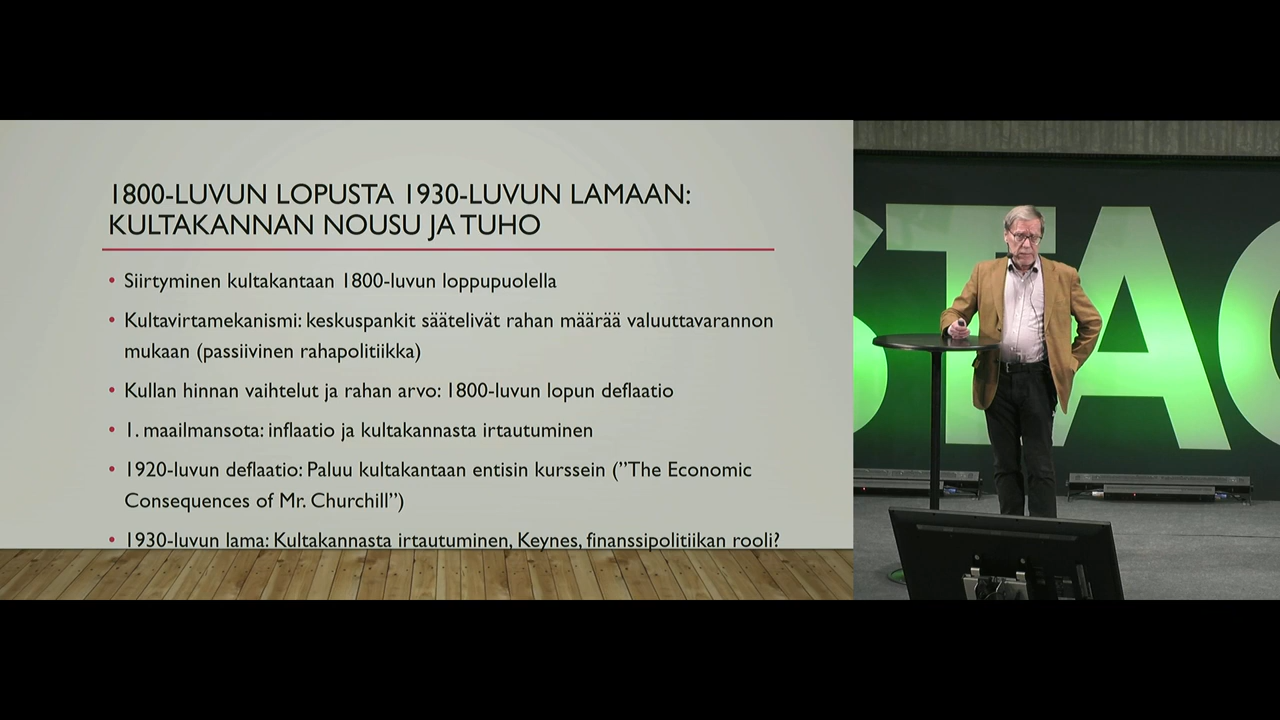 1800-LUVUN LOPUSTA 1930-LUVUN LAMAAN:
KULTAKANNAN NOUSU JA TUHO
• Siirtyminen kultakantaan 1800-luvun loppupuolella
• Kultavirtamekanismi: keskuspankit säätelivät rahan määrää valuuttavarannon
mukaan (passiivinen rahapolitiikka)
• Kullan hinnan vaihtelut ja rahan arvo: 1800-luvun lopun deflaatio
• 1. maailmansota: inflaatio ja kultakannasta irtautuminen
• 1920-luvun deflaatio: Paluu kultakantaan entisin kurssein (”The Economic
Consequences of Mr. Churchill”)
• 1930-luvun lama: Kultakannasta irtautuminen, Keynes, finanssipolitiikan rooli?
STA